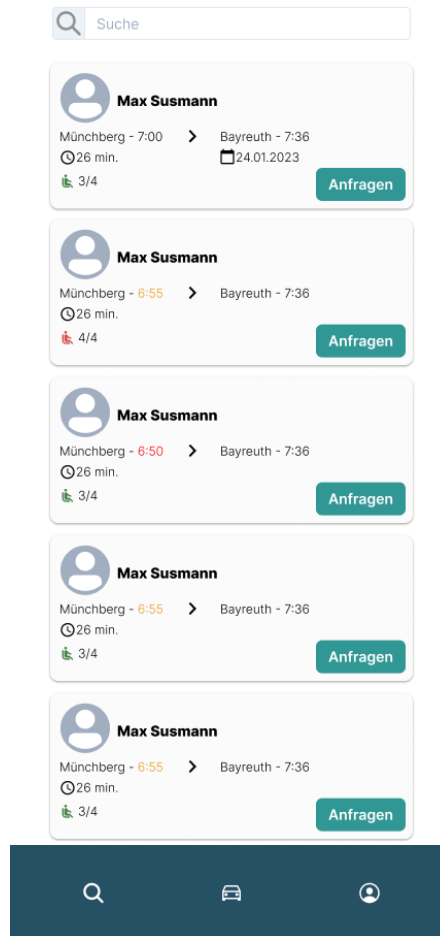 Suche
Max Susmann
Münchberg - 7:00 Bayreuth - 7:36
26 min. 24.01.2023
3/4
Anfragen
Max Susmann
Münchberg - 6:55 Bayreuth - 7:36
26 min.
4/4
Anfragen
Max Susmann
Münchberg - 6:50 Bayreuth - 7:36
26 min.
3/4
Anfragen
Max Susmann
Münchberg - 6:55 Bayreuth - 7:36
26 min.
3/4
Anfragen
Max Susmann
Münchberg - 6:55 Bayreuth - 7:36
26 min.
3/4
Anfragen